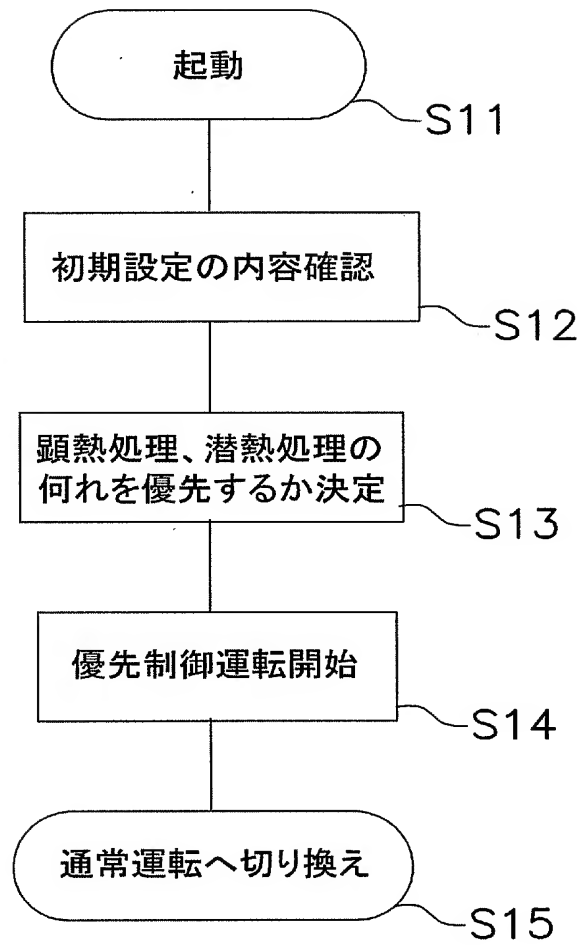 起動
S11
初期設定の内容確認
S12
顕熱処理、潜熱処理の
何れを優先するか決定
S13
優先制御運転開始
S14
通常運転へ切り換え
S15